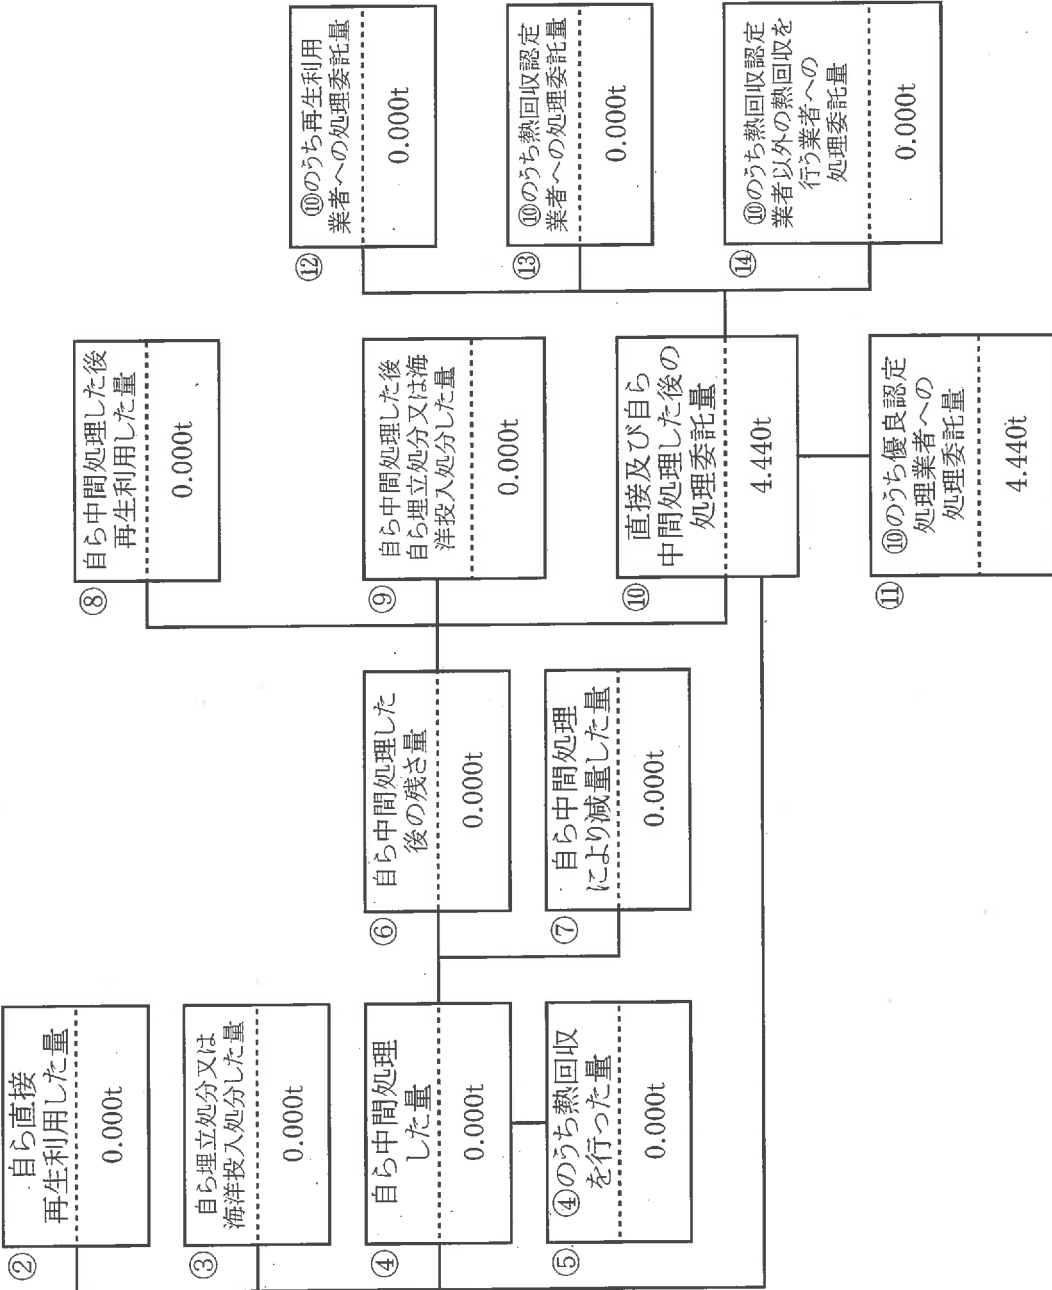 ②
自ら直接
再生利用した量
0.000t
③
自ら埋立処分又は
海洋投入処分した量
0.000t
④
自ら中間処理
した量
0.000t
⑤
④のうち熱回収
を行った量
0.000t
⑥
自ら中間処理した
後の残さ量
0.000t
⑦
自ら中間処理
により減量した量
0.000t
⑧
自ら中間処理した後
再生利用した量
0.000t
⑨
自ら中間処理した後
自ら埋立処分又は海
洋投入処分した量
0.000t
⑩
直接及び自ら
中間処理した後の
処理委託量
4.440t
⑪
⑩のうち優良認定
処理業者への
処理委託量
4.440t
⑫
⑩のうち再生利用
業者への処理委託量
0.000t
⑬
⑩のうち熱回収認定
業者への処理委託量
0.000t
⑭
⑩のうち熱回収認定
業者以外の熱回収を
行う業者への
処理委託量
0.000t